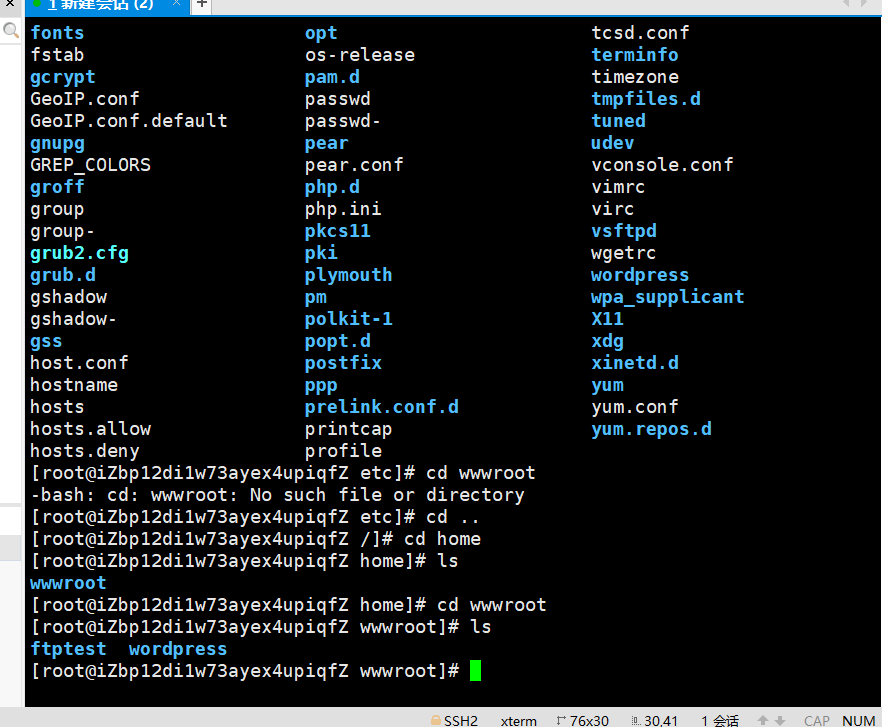 1 新建会话 (2) × +
fonts opt tcsd.conf
fstab os-release terminfo
gcrypt pam.d timezone
GeoIP.conf passwd tmpfiles.d
GeoIP.conf.default passwd- tuned
gnupg pear udev
GREP_COLORS pear.conf vconsole.conf
groff php.d vimrc
group php.ini virc
group- pkcs11 vsftpd
grub2.cfg pki wgetrc
grub.d plymouth wordpress
gshadow pm wpa_supplicant
gshadow- polkit-1 X11
gss popt.d xdg
host.conf postfix xinetd.d
hostname ppp yum
hosts prelink.conf.d yum.conf
hosts.allow printcap yum.repos.d
hosts.deny profile
[root@iZbp12di1w73ayex4upiqfZ etc]# cd wwwroot
-bash: cd: wwwroot: No such file or directory
[root@iZbp12di1w73ayex4upiqfZ etc]# cd ..
[root@iZbp12di1w73ayex4upiqfZ /]# cd home
[root@iZbp12di1w73ayex4upiqfZ home]# ls
wwwroot
[root@iZbp12di1w73ayex4upiqfZ home]# cd wwwroot
[root@iZbp12di1w73ayex4upiqfZ wwwroot]# ls
ftptest wordpress
[root@iZbp12di1w73ayex4upiqfZ wwwroot]#
SSH2 xterm 76x30 30,41 1 会话 CAP NUM